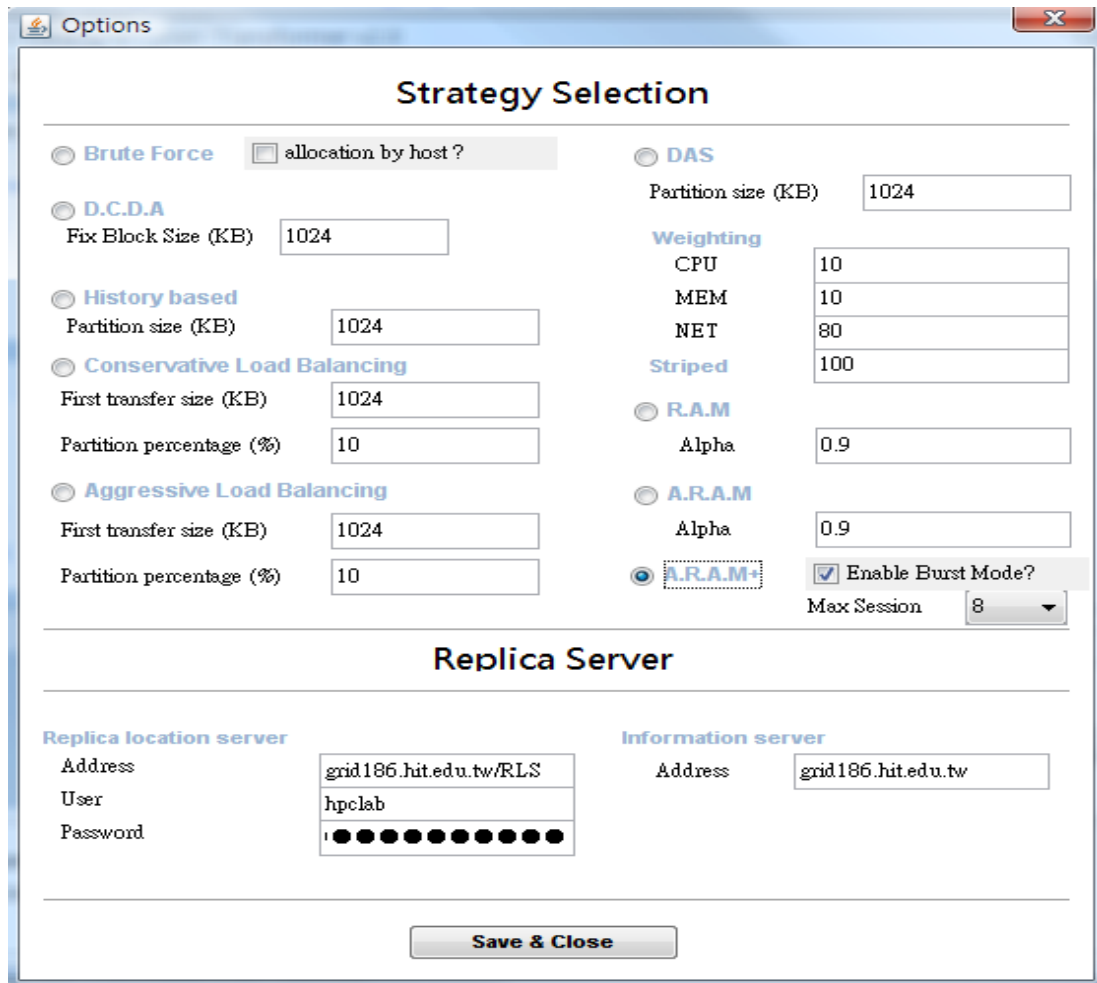 Options
Strategy Selection
Brute Force allocation by host ?
D.C.D.A
Fix Block Size (KB) 1024
History based
Partition size (KB) 1024
Conservative Load Balancing
First transfer size (KB) 1024
Partition percentage (%) 10
Aggressive Load Balancing
First transfer size (KB) 1024
Partition percentage (%) 10
DAS
Partition size (KB) 1024
Weighting
CPU 10
MEM 10
NET 80
Striped 100
R.A.M
Alpha 0.9
A.R.A.M
Alpha 0.9
A.R.A.M+ Enable Burst Mode?
Max Session 8
Replica Server
Replica location server
Address grid186.hit.edu.tw/RLS
User hpclab
Password
Information server
Address grid186.hit.edu.tw
Save & Close